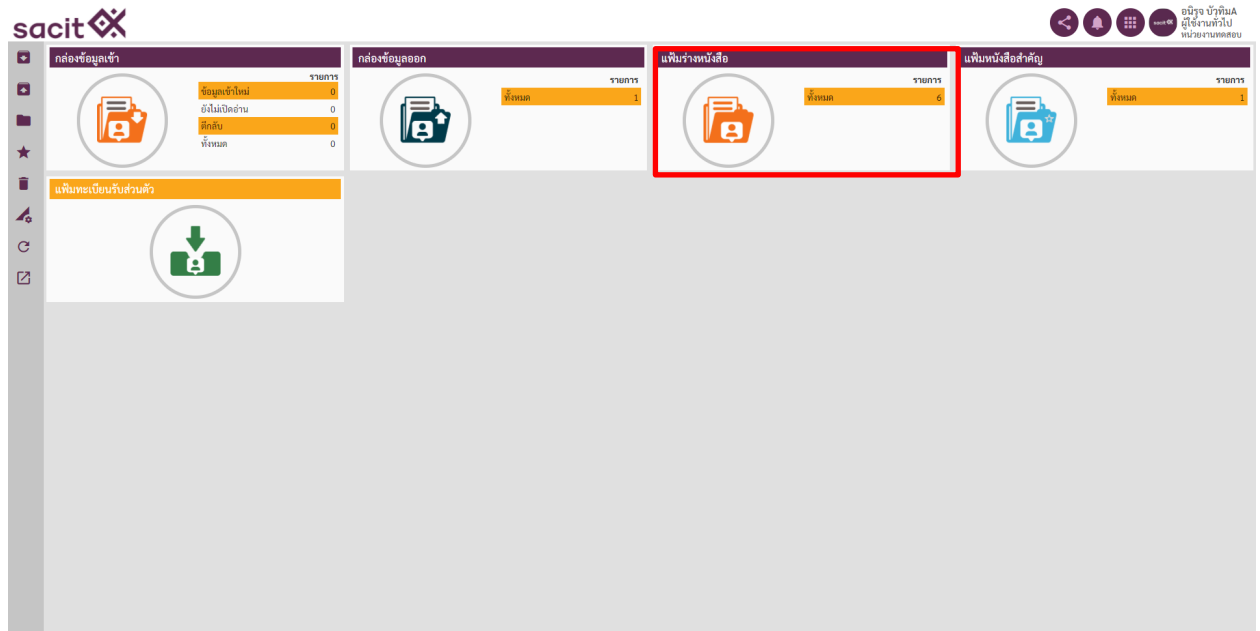 sacit
อนิรุจ บัวทิมA
ผู้ใช้งานทั่วไป
หน่วยงานทดสอบ
กล่องข้อมูลเข้า
รายการ
ข้อมูลเข้าใหม่ 0
ยังไม่เปิดอ่าน 0
ตีกลับ 0
ทั้งหมด 0
กล่องข้อมูลออก
รายการ
ทั้งหมด 1
แฟ้มร่างหนังสือ
รายการ
ทั้งหมด 6
แฟ้มหนังสือสำคัญ
รายการ
ทั้งหมด 1
แฟ้มทะเบียนรับส่วนตัว